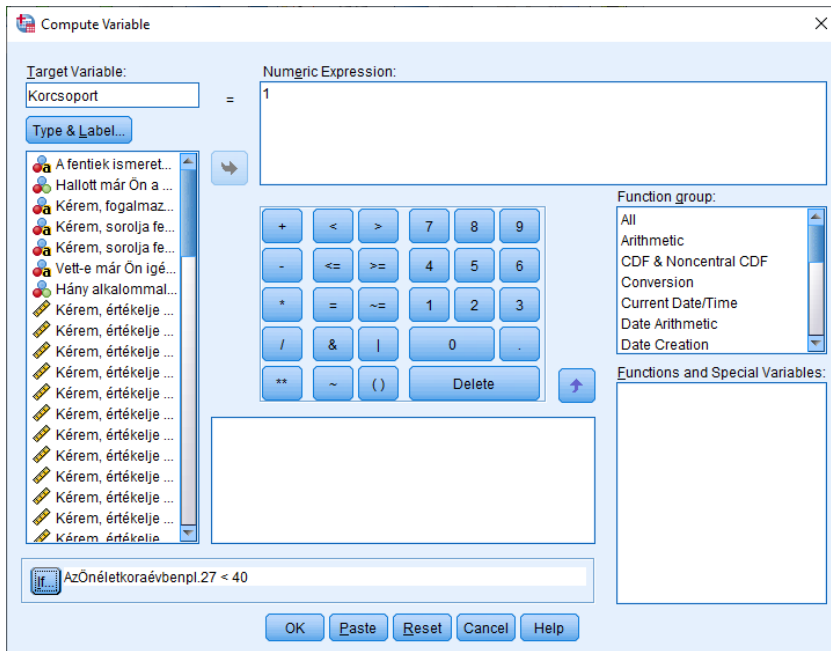 Compute Variable
Target Variable:
Korcsoport
=
Numeric Expression:
1
Type & Label...
A fentiek ismeret...
Hallott már Ön a ...
Kérem, fogalmaz...
Kérem, sorolja fe...
Kérem, sorolja fe...
Vett-e már Ön igé...
Hány alkalommal...
Kérem, értékelje ...
Kérem, értékelje ...
Kérem, értékelje ...
Kérem, értékelje ...
Kérem, értékelje ...
Kérem, értékelje ...
Kérem, értékelje ...
Kérem, értékelje ...
Kérem, értékelje ...
Kérem, értékelje ...
Kérem, értékelje ...
Kérem, értékelje
+ < > 7 8 9
- <= >= 4 5 6
* = ~= 1 2 3
/ & | 0 .
** ~ ( ) Delete
Function group:
All
Arithmetic
CDF & Noncentral CDF
Conversion
Current Date/Time
Date Arithmetic
Date Creation
Functions and Special Variables:
If... AzÖnéletkoraévbenpl.27 < 40
OK Paste Reset Cancel Help